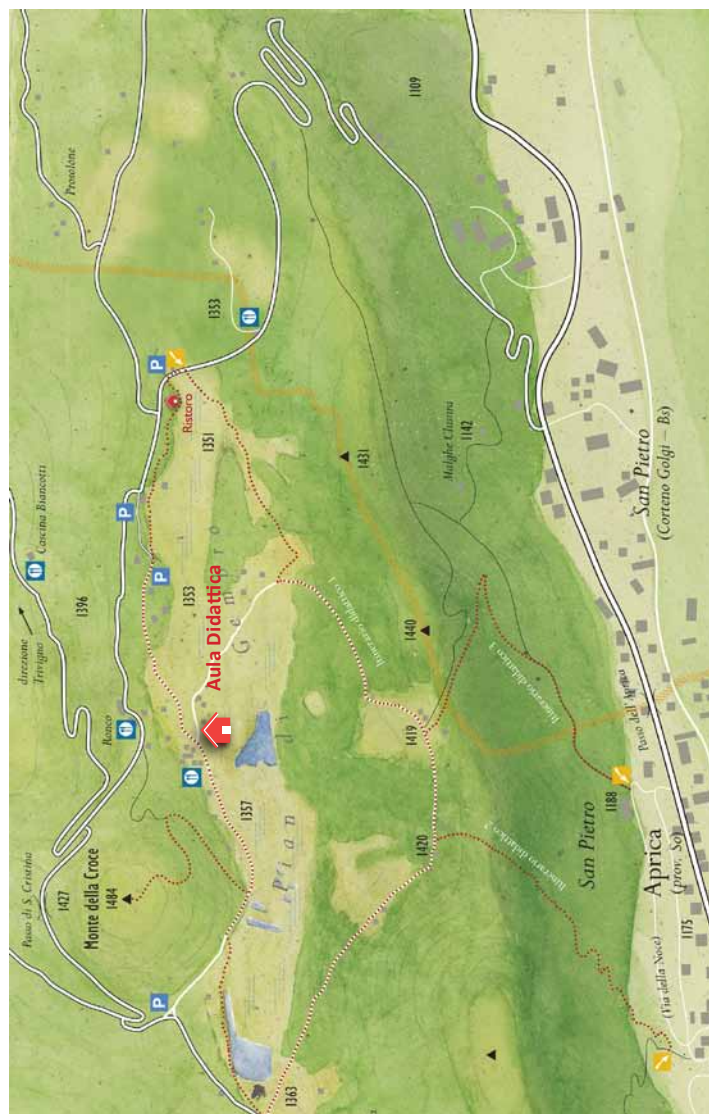 Passo di S. Cristina
direzione
Trivigno
Cascina Biancotti
1427
1396
Monte della Croce
1484
Ronco
Prosolone
P
P
P
P
Ristoro
1353
1353
1351
Aula Didattica
1357
Pian di Gembro
1363
Itinerario didattico 1
1431
1440
1419
1420
1109
Malghe Chiusra
1142
Itinerario didattico 3
Itinerario didattico 2
San Pietro
1188
Passo dell'Aprica
San Pietro
(Corteno Golgi – Bs)
Aprica
(prov. So)
(Via della Noce)
1175